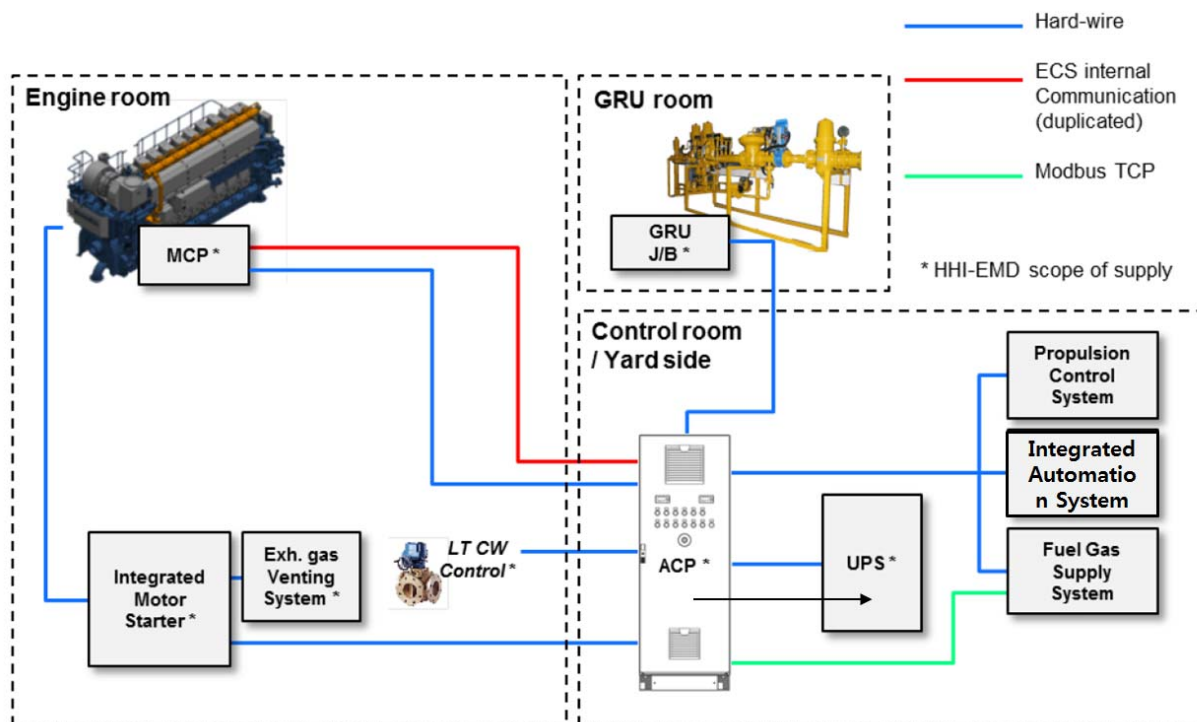 Hard-wire
ECS internal
Communication
(duplicated)
Modbus TCP
* HHI-EMD scope of supply
Engine room
MCP *
GRU room
GRU
J/B *
Control room
/ Yard side
Propulsion
Control
System
Integrated
Automatio
n System
Fuel Gas
Supply
System
Integrated
Motor
Starter *
Exh. gas
Venting
System *
LT CW
Control *
ACP *
UPS *